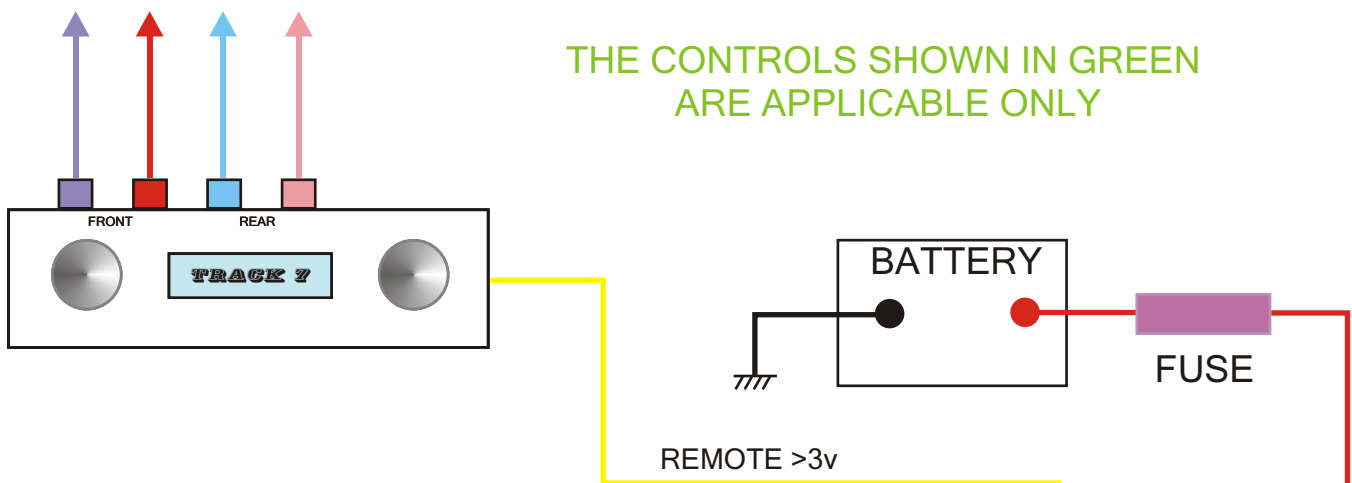 THE CONTROLS SHOWN IN GREEN
ARE APPLICABLE ONLY
FRONT
REAR
TRACK 7
BATTERY
FUSE
REMOTE >3v